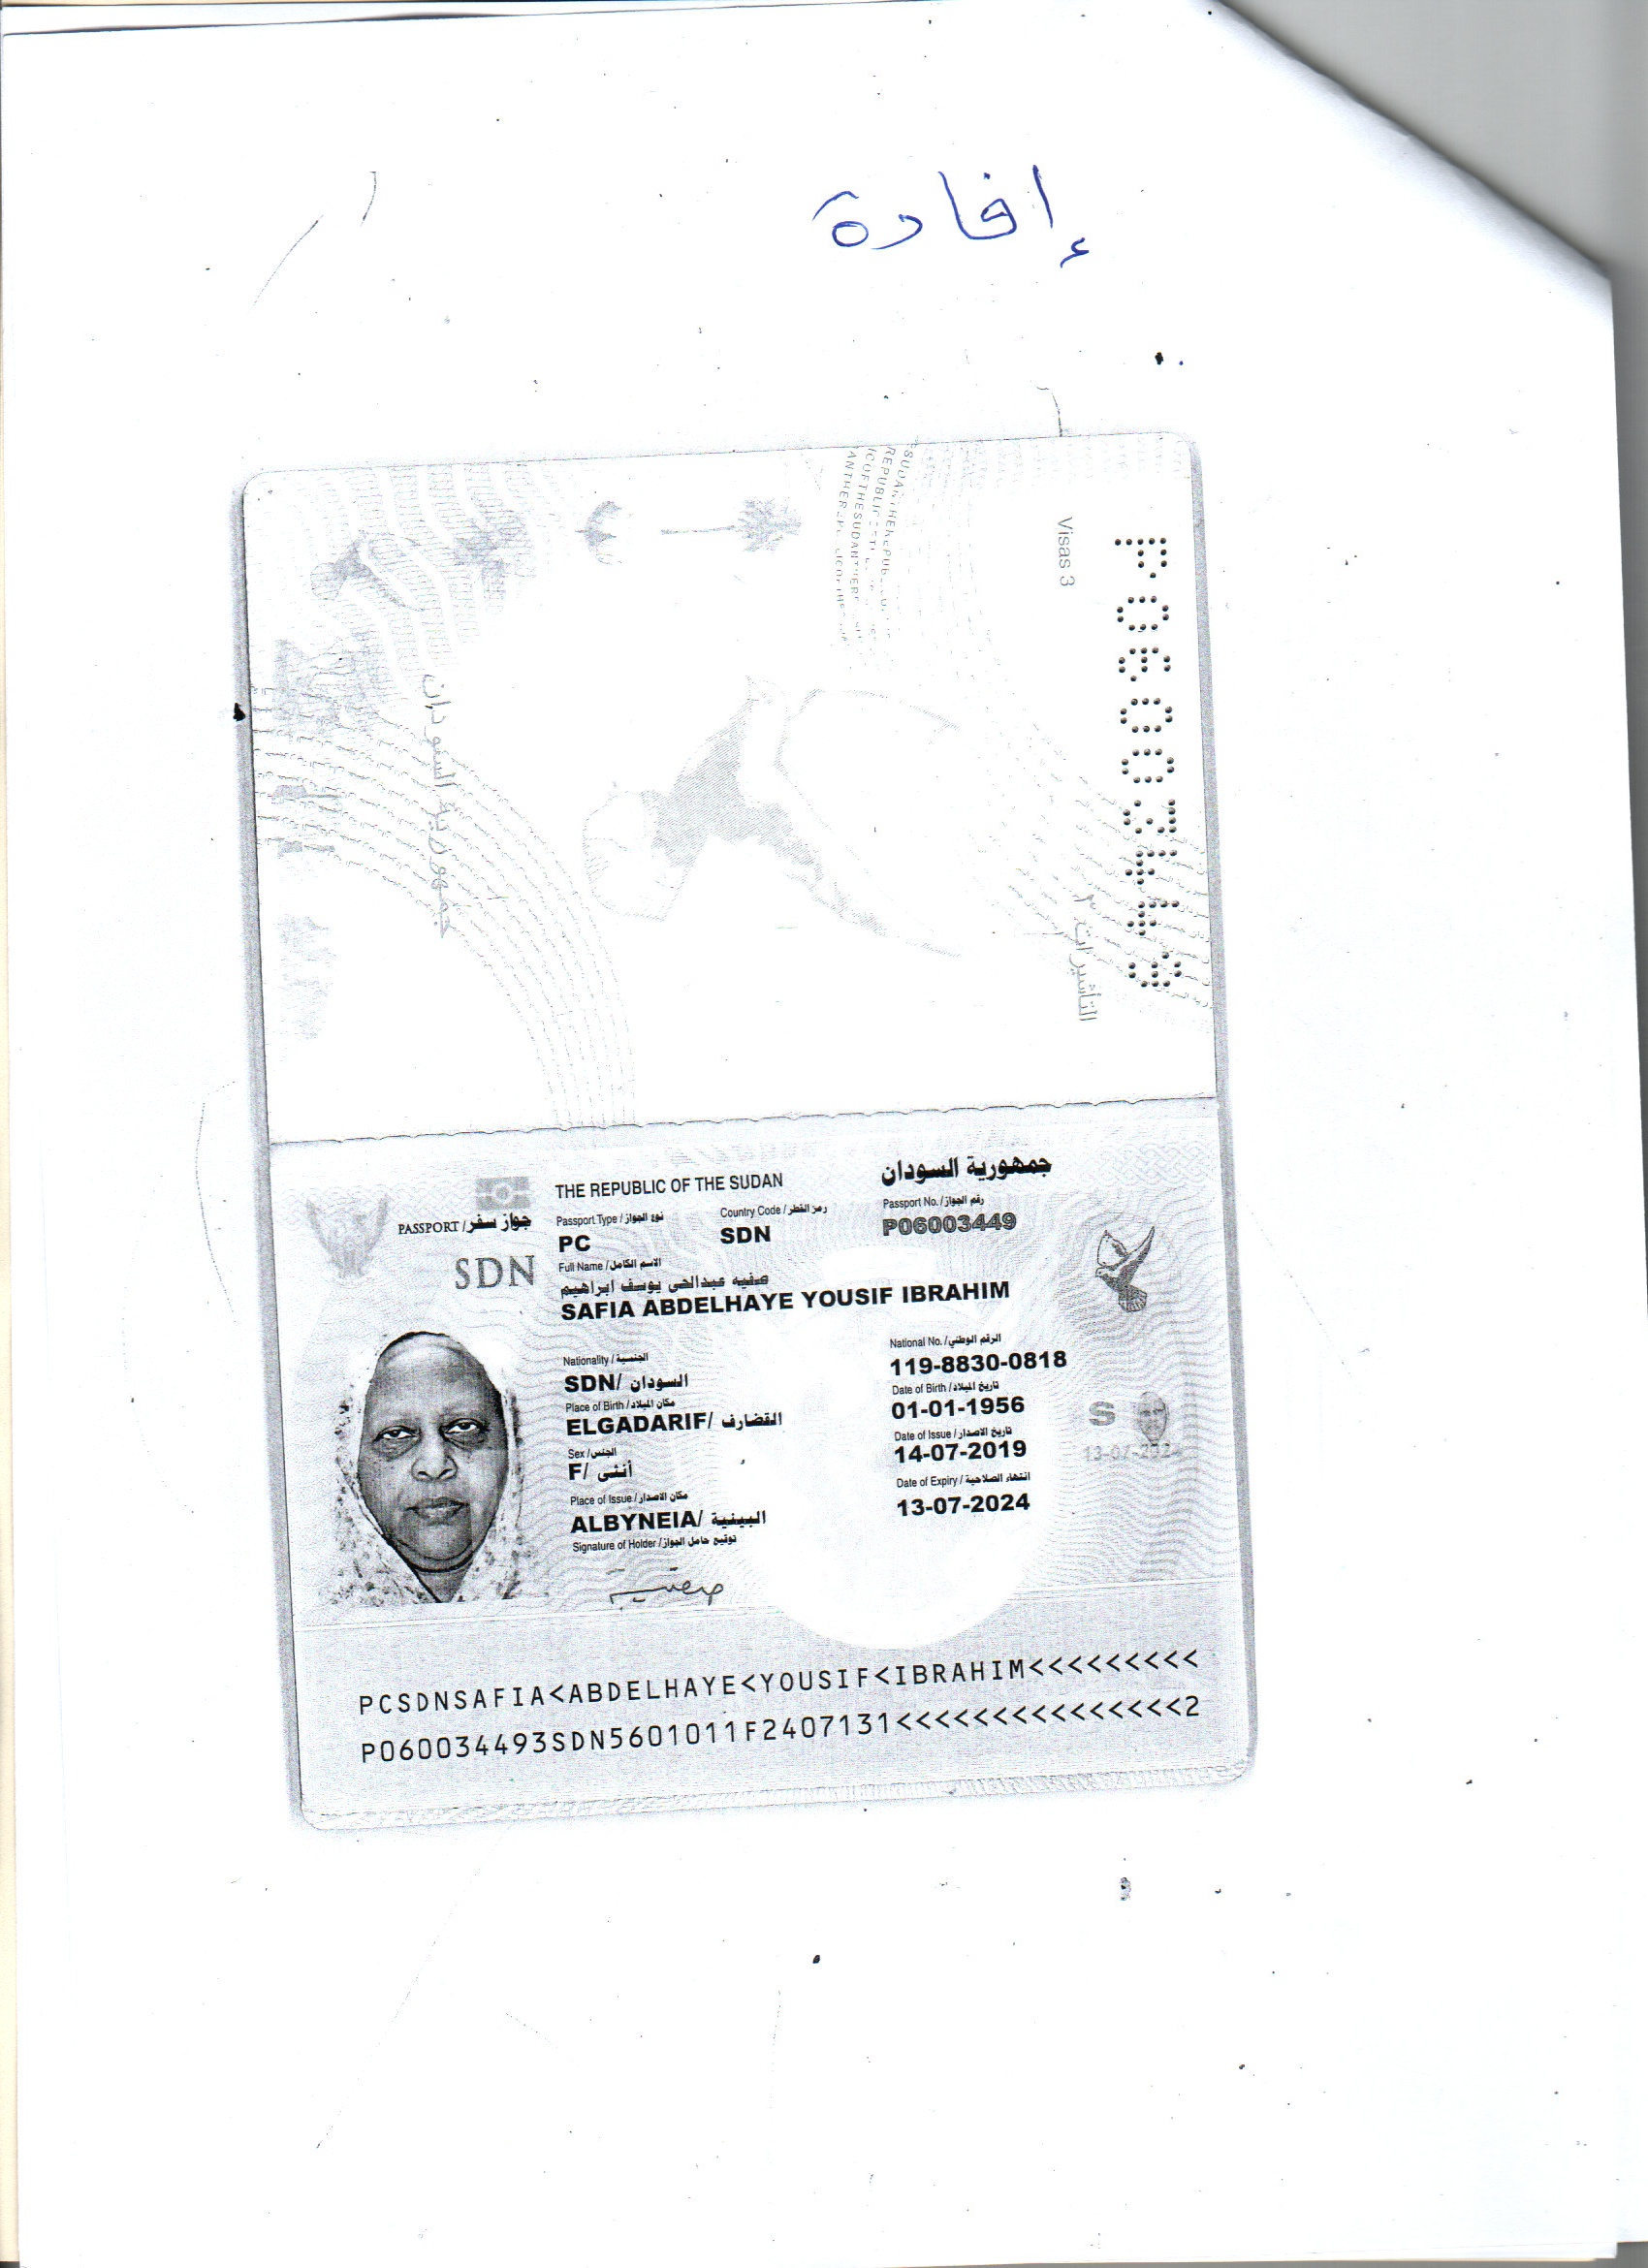 إفادة
Visas 3
التأشيرات ٣
P06003449
جمهورية السودان
THE REPUBLIC OF THE SUDAN
جمهورية السودان
PASSPORT / جواز سفر
Passport Type / نوع الجواز
Country Code / رمز القطر
Passport No. / رقم الجواز
PC
SDN
P06003449
SDN
Full Name / الاسم الكامل
صفيه عبدالحى يوسف ابراهيم
SAFIA ABDELHAYE YOUSIF IBRAHIM
Nationality / الجنسية
National No. / الرقم الوطني
SDN/ السودان
119-8830-0818
Place of Birth / مكان الميلاد
Date of Birth / تاريخ الميلاد
ELGADARIF/ القضارف
01-01-1956
Sex / الجنس
Date of Issue / تاريخ الاصدار
F/ أنثى
14-07-2019
S
13-07-2024
Place of Issue / مكان الاصدار
Date of Expiry / انتهاء الصلاحية
ALBYNEIA/ البينية
13-07-2024
Signature of Holder / توقيع حامل الجواز
PCSDNSAFIA<ABDELHAYE<YOUSIF<IBRAHIM<<<<<<<<<
P060034493SDN5601011F2407131<<<<<<<<<<<<<<<2